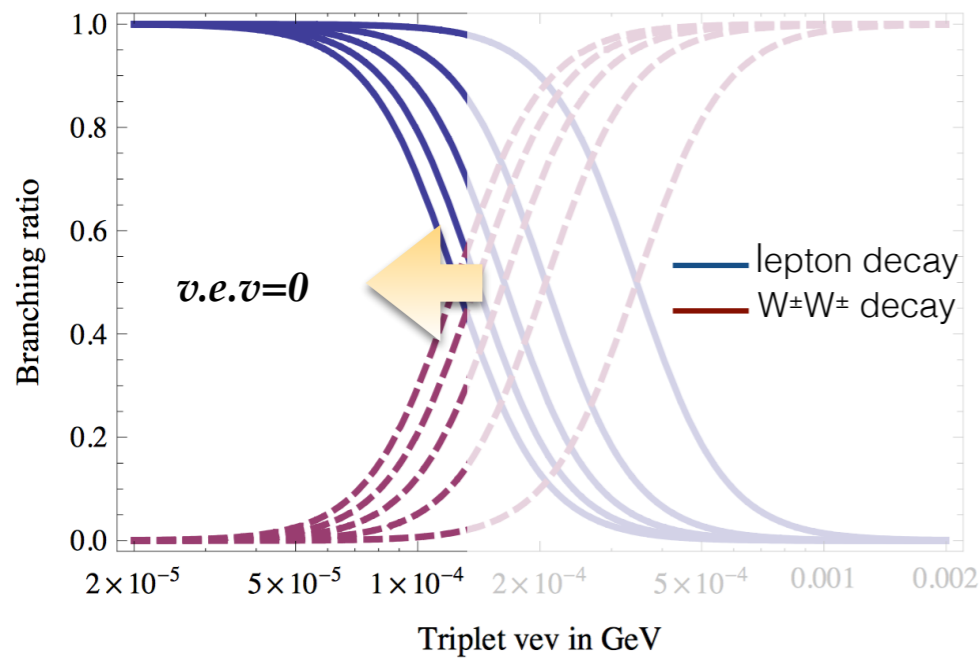 1.0
0.8
0.6
0.4
0.2
0.0
Branching ratio
v.e.v=0
lepton decay
W±W± decay
2×10⁻⁵ 5×10⁻⁵ 1×10⁻⁴ 2×10⁻⁴ 5×10⁻⁴ 0.001 0.002
Triplet vev in GeV